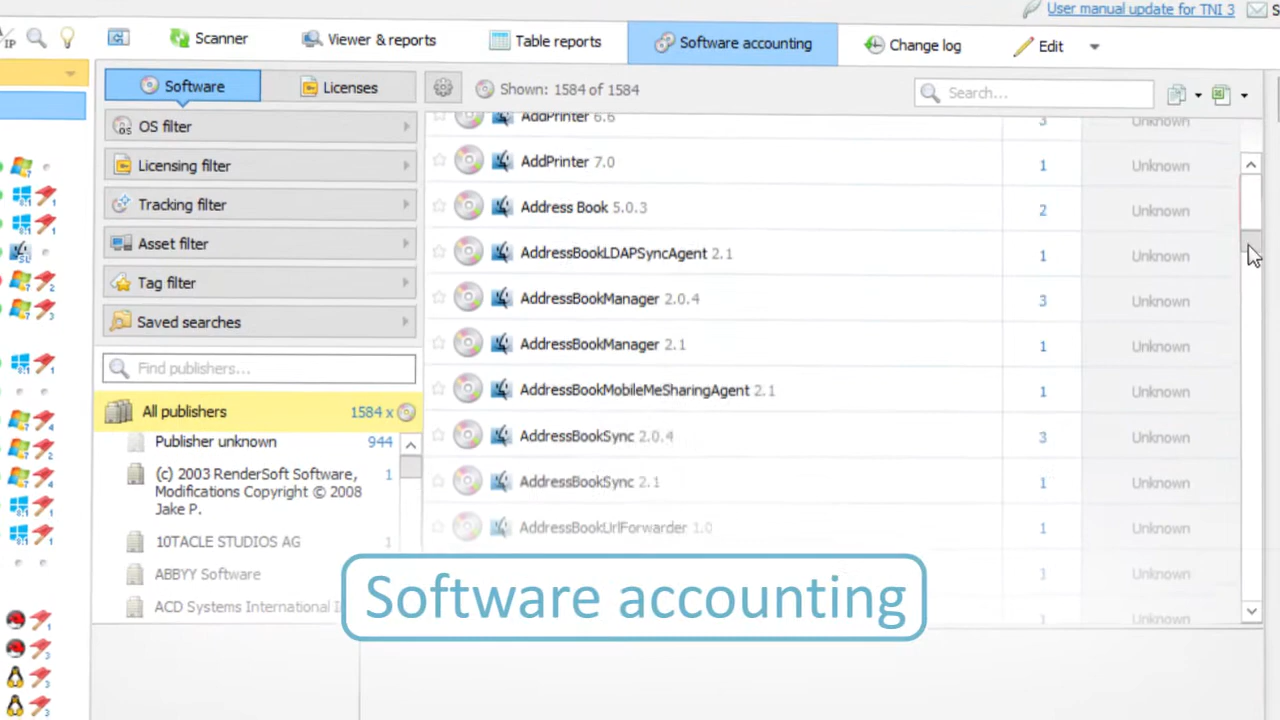 User manual update for TNI 3
IP
Scanner
Viewer & reports
Table reports
Software accounting
Change log
Edit
Software
Licenses
Shown: 1584 of 1584
Search...
OS filter
Licensing filter
Tracking filter
Asset filter
Tag filter
Saved searches
Find publishers...
All publishers 1584 x
Publisher unknown 944
(c) 2003 RenderSoft Software, 1
Modifications Copyright © 2008
Jake P.
10TACLE STUDIOS AG 1
ABBYY Software
ACD Systems International
AddPrinter 6.6 3 Unknown
AddPrinter 7.0 1 Unknown
Address Book 5.0.3 2 Unknown
AddressBookLDAPSyncAgent 2.1 1 Unknown
AddressBookManager 2.0.4 3 Unknown
AddressBookManager 2.1 1 Unknown
AddressBookMobileMeSharingAgent 2.1 1 Unknown
AddressBookSync 2.0.4 3 Unknown
AddressBookSync 2.1 1 Unknown
AddressBookUrlForwarder 1.0 1 Unknown
1 Unknown
1 Unknown
Software accounting